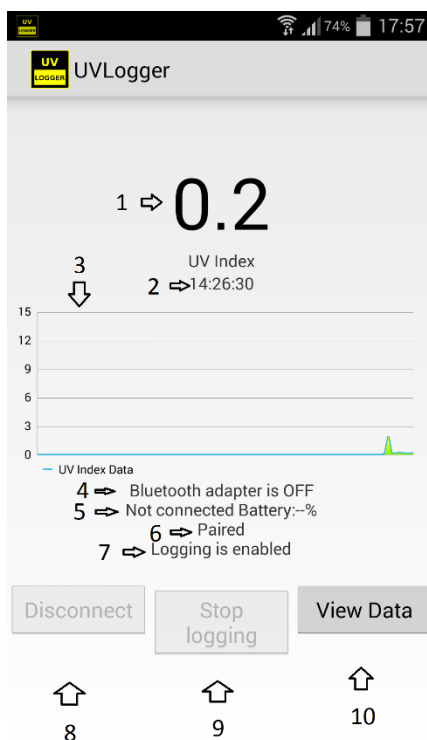 UV
LOGGER
74% 17:57
UV
LOGGER
UVLogger
1 ⇨ 0.2
UV Index
3
2 ⇨ 14:26:30
15
12
9
6
3
0
UV Index Data
4 ⇨ Bluetooth adapter is OFF
5 ⇨ Not connected Battery:--%
6 ⇨ Paired
7 ⇨ Logging is enabled
Disconnect
Stop
logging
View Data
8
9
10